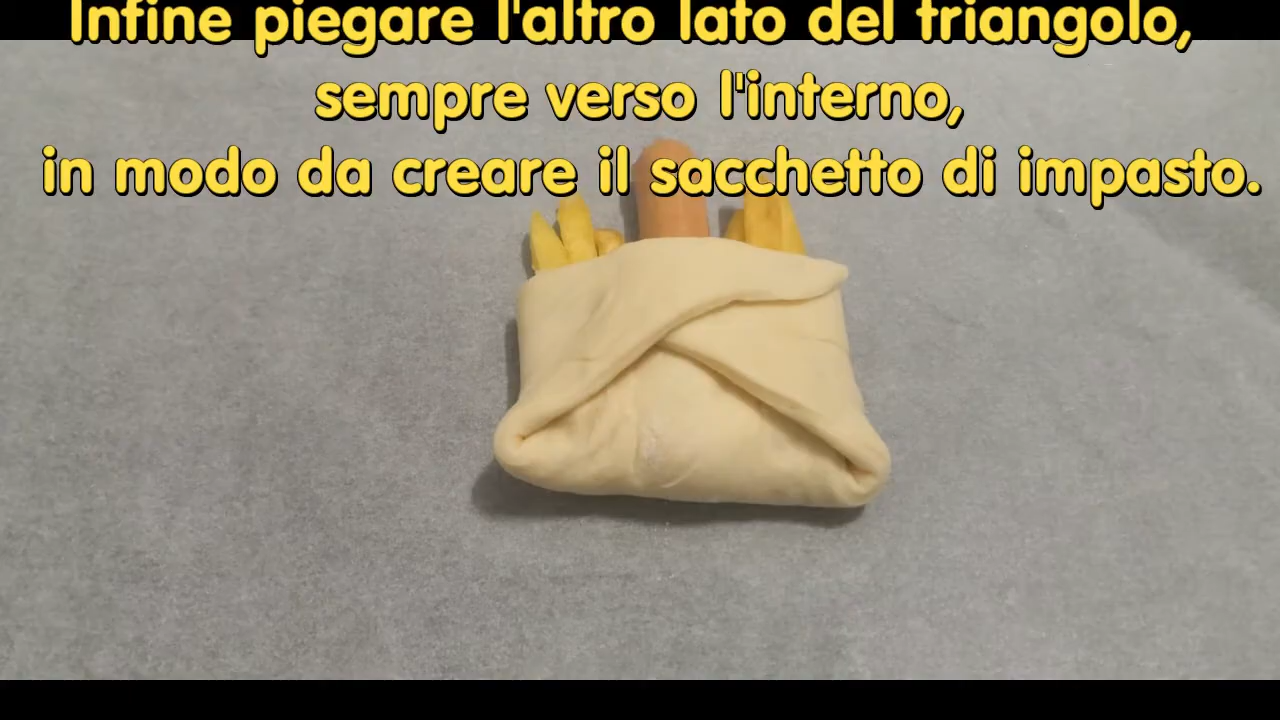 Infine piegare l'altro lato del triangolo,
sempre verso l'interno,
in modo da creare il sacchetto di impasto.